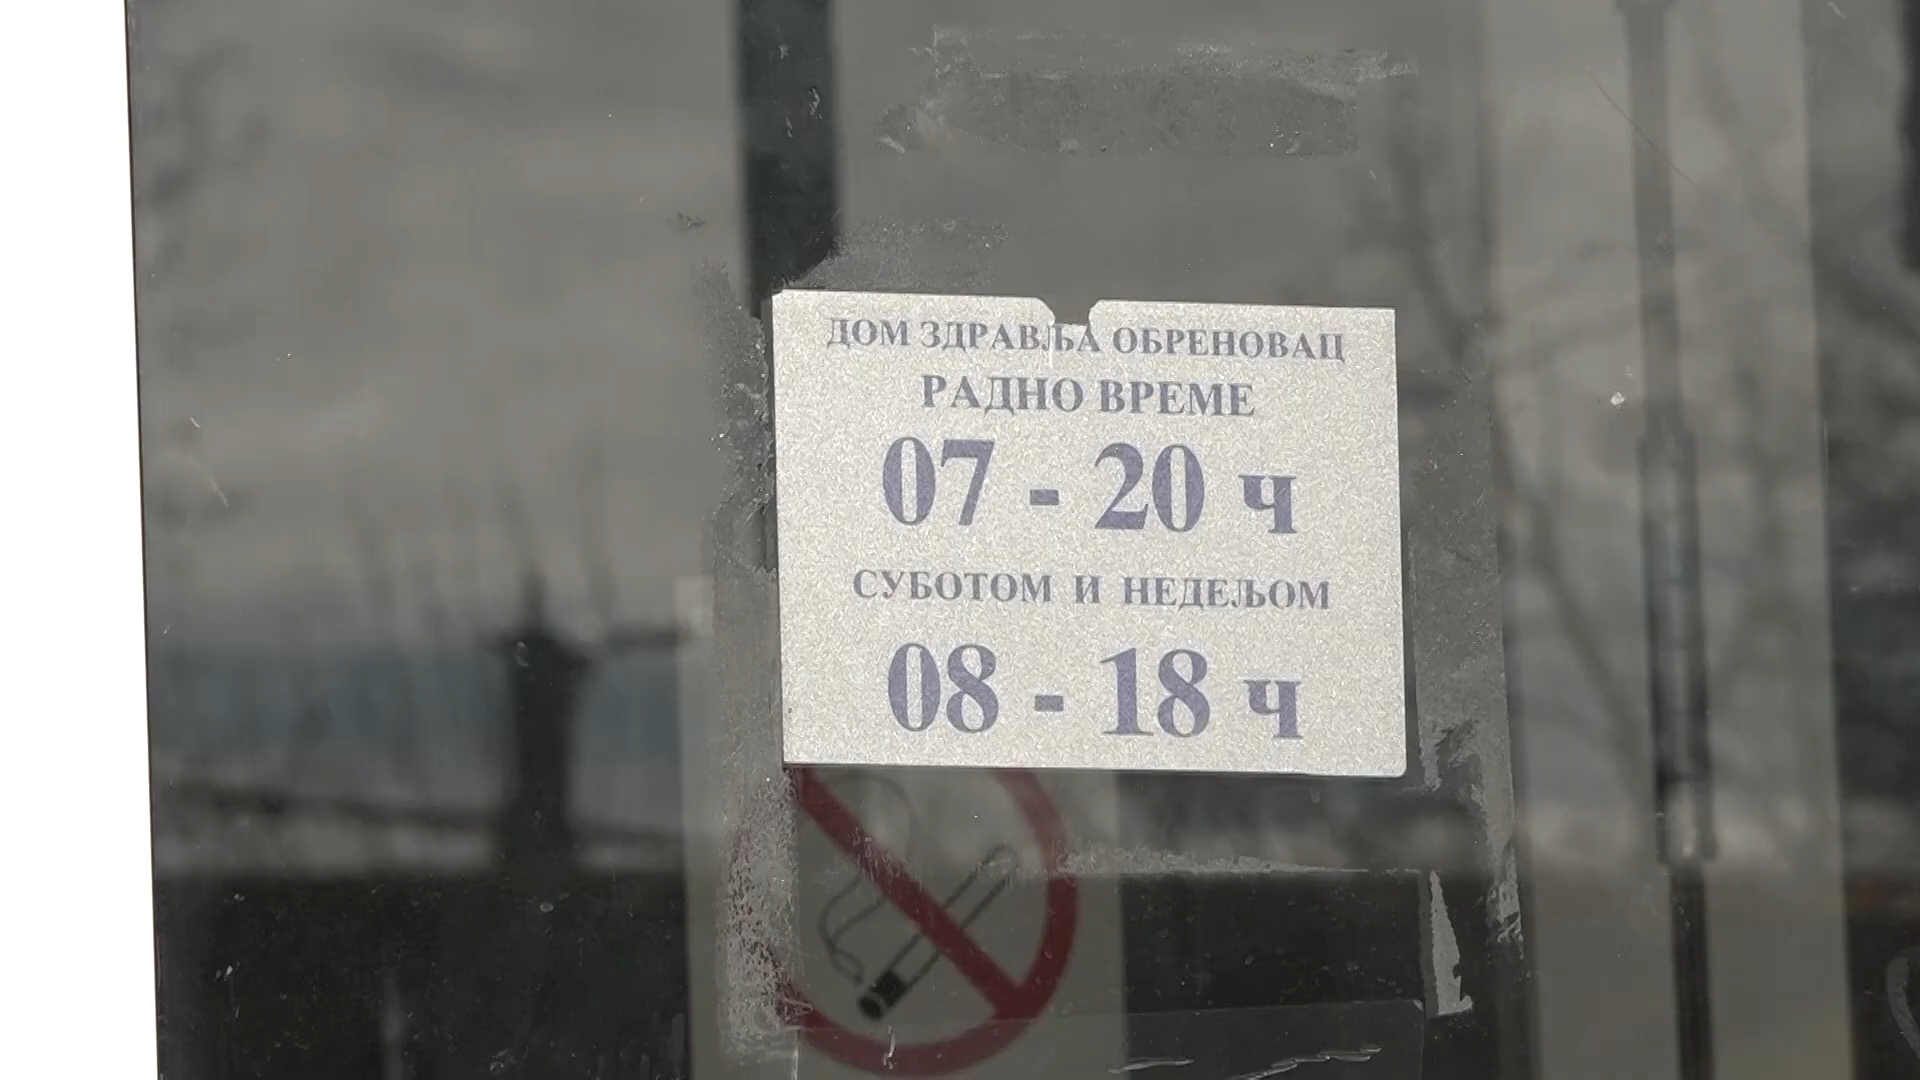 ДОМ ЗДРАВЉА ОБРЕНОВАЦ
РАДНО ВРЕМЕ
07 - 20 ч
СУБОТОМ И НЕДЕЉОМ
08 - 18 ч